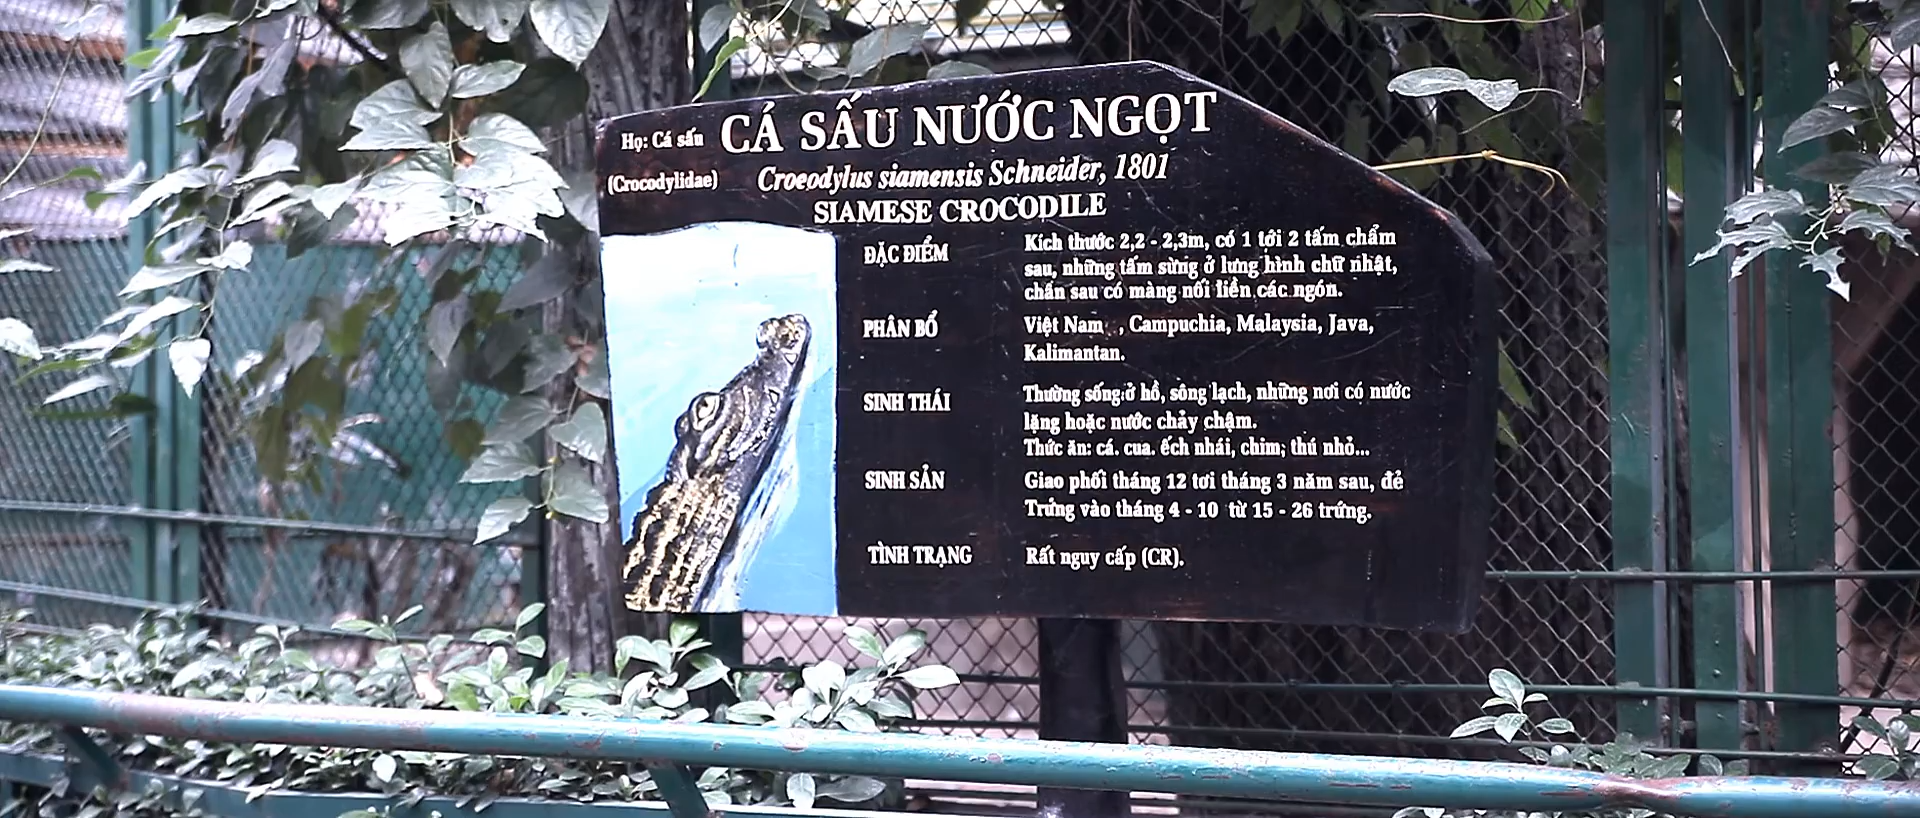 Họ: Cá sấu CÁ SẤU NƯỚC NGỌT
(Crocodylidae) Crocodylus siamensis Schneider, 1801
SIAMESE CROCODILE
ĐẶC ĐIỂM Kích thước 2,2 - 2,3m, có 1 tới 2 tấm chẩm
sau, những tấm sừng ở lưng hình chữ nhật,
chân sau có màng nối liền các ngón.
PHÂN BỔ Việt Nam , Campuchia, Malaysia, Java,
Kalimantan.
SINH THÁI Thường sống ở hồ, sông lạch, những nơi có nước
lặng hoặc nước chảy chậm.
Thức ăn: cá. cua. ếch nhái, chim; thú nhỏ...
SINH SẢN Giao phối tháng 12 tơi tháng 3 năm sau, đẻ
Trứng vào tháng 4 - 10 từ 15 - 26 trứng.
TÌNH TRẠNG Rất nguy cấp (CR).